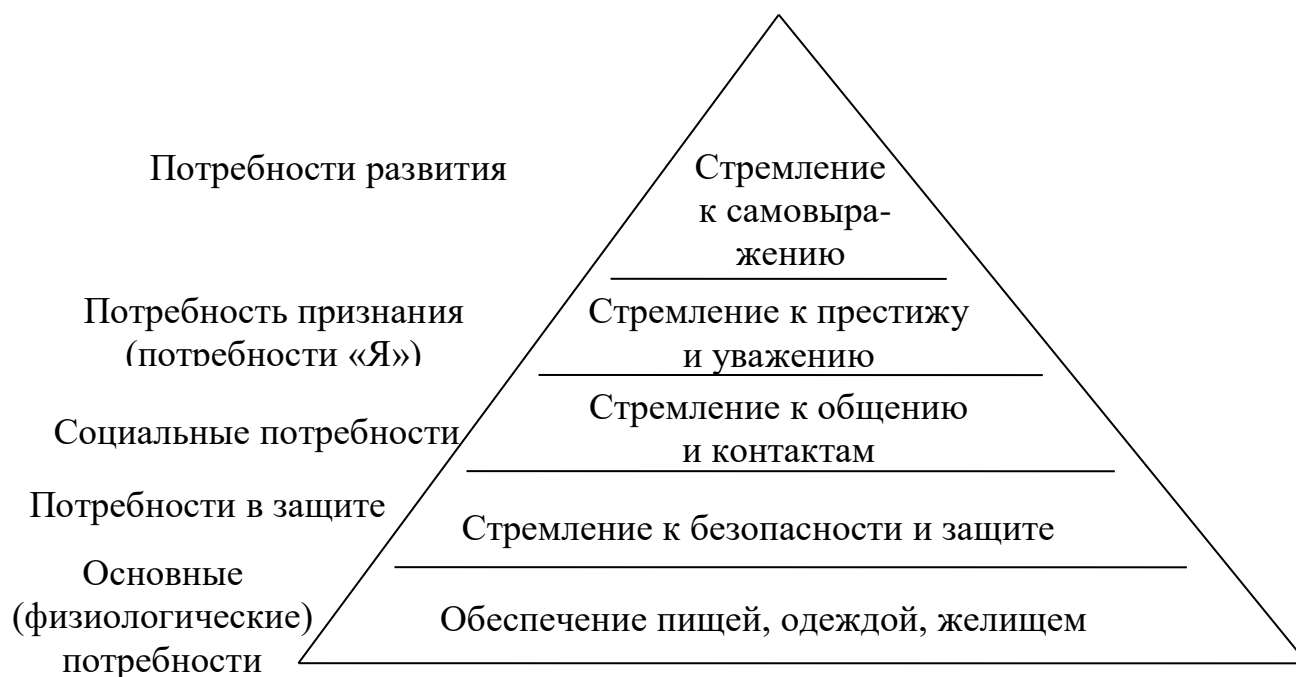 Потребности развития
Стремление
к самовыра-
жению
Потребность признания
(потребности «Я»)
Стремление к престижу
и уважению
Социальные потребности
Стремление к общению
и контактам
Потребности в защите
Стремление к безопасности и защите
Основные
(физиологические)
потребности
Обеспечение пищей, одеждой, желищем